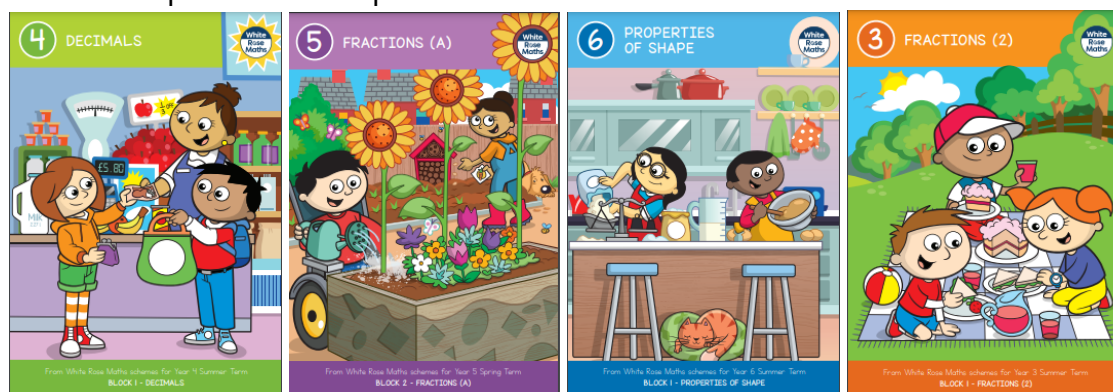 4 DECIMALS
White
Rose
Maths
£5.80
Milk
From White Rose Maths schemes for Year 4 Summer Term
BLOCK 1 - DECIMALS
5 FRACTIONS (A)
White
Rose
Maths
From White Rose Maths schemes for Year 5 Spring Term
BLOCK 2 - FRACTIONS (A)
6 PROPERTIES
OF SHAPE
White
Rose
Maths
From White Rose Maths schemes for Year 6 Summer Term
BLOCK 1 - PROPERTIES OF SHAPE
3 FRACTIONS (2)
White
Rose
Maths
From White Rose Maths schemes for Year 3 Summer Term
BLOCK 1 - FRACTIONS (2)